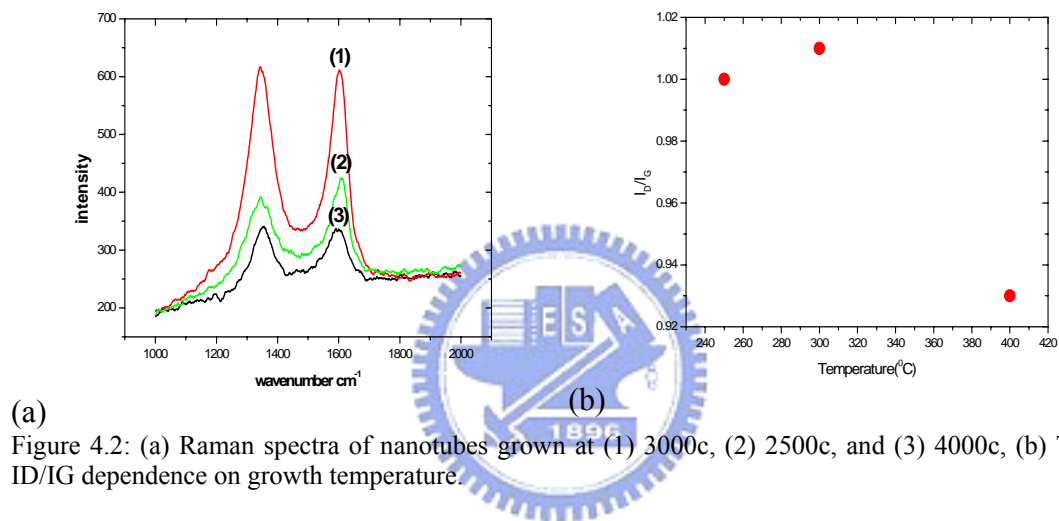 700
600
500
400
300
200
intensity
(1)
(2)
(3)
1000 1200 1400 1600 1800 2000
wavenumber cm-1
(a)
1.02
1.00
0.98
0.96
0.94
0.92
ID/IG
240 260 280 300 320 340 360 380 400 420
Temperature(0C)
(b)
E S A
1896
Figure 4.2: (a) Raman spectra of nanotubes grown at (1) 3000c, (2) 2500c, and (3) 4000c, (b)
ID/IG dependence on growth temperature.